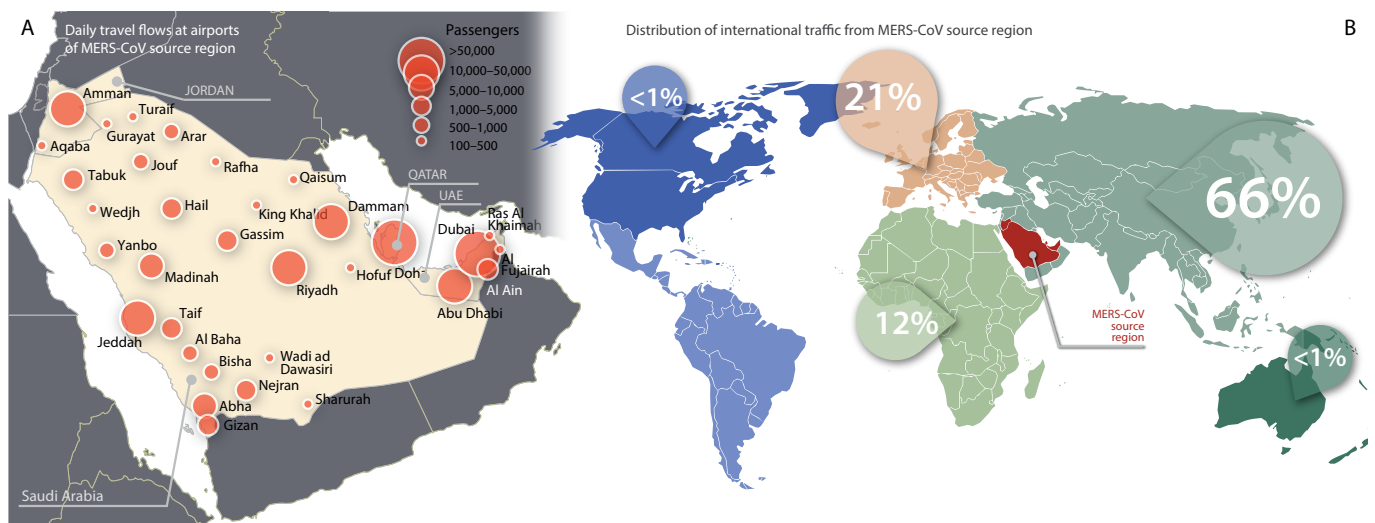 A
Daily travel flows at airports
of MERS-CoV source region
Passengers
>50,000
10,000–50,000
5,000–10,000
1,000–5,000
500–1,000
100–500
Amman
JORDAN
Turaif
Gurayat
Arar
Aqaba
Jouf
Rafha
Tabuk
Qaisum
QATAR
UAE
Wedjh
Hail
King Khalid
Dammam
Ras Al
Khaimah
Dubai
Yanbo
Gassim
Madinah
Riyadh
Hofuf
Doh
Al
Fujairah
Al Ain
Abu Dhabi
Jeddah
Taif
Al Baha
Bisha
Wadi ad
Dawasiri
Nejran
Abha
Sharurah
Gizan
Saudi Arabia
Distribution of international traffic from MERS-CoV source region
B
<1%
21%
66%
12%
MERS-CoV
source
region
<1%